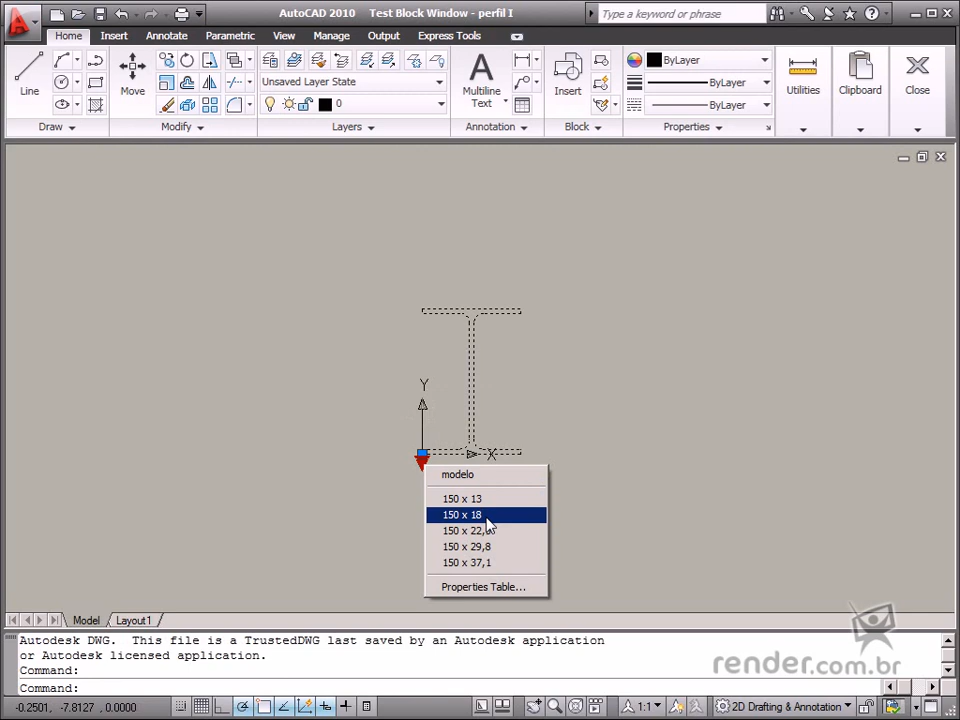 AutoCAD 2010 Test Block Window - perfil I
Type a keyword or phrase
Home Insert Annotate Parametric View Manage Output Express Tools
Line
Move
Unsaved Layer State
0
A
Multiline
Text
Insert
ByLayer
ByLayer
ByLayer
Utilities
Clipboard
Close
Draw Modify Layers Annotation Block Properties
Y
X
modelo
150 x 13
150 x 18
150 x 22,
150 x 29,8
150 x 37,1
Properties Table...
Model Layout1
Autodesk DWG. This file is a TrustedDWG last saved by an Autodesk application
or Autodesk licensed application.
Command:
Command:
render.com.br
-0.2501, -7.8127, 0.0000
1:1
2D Drafting & Annotation